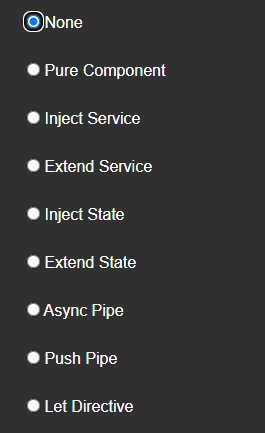 None
Pure Component
Inject Service
Extend Service
Inject State
Extend State
Async Pipe
Push Pipe
Let Directive